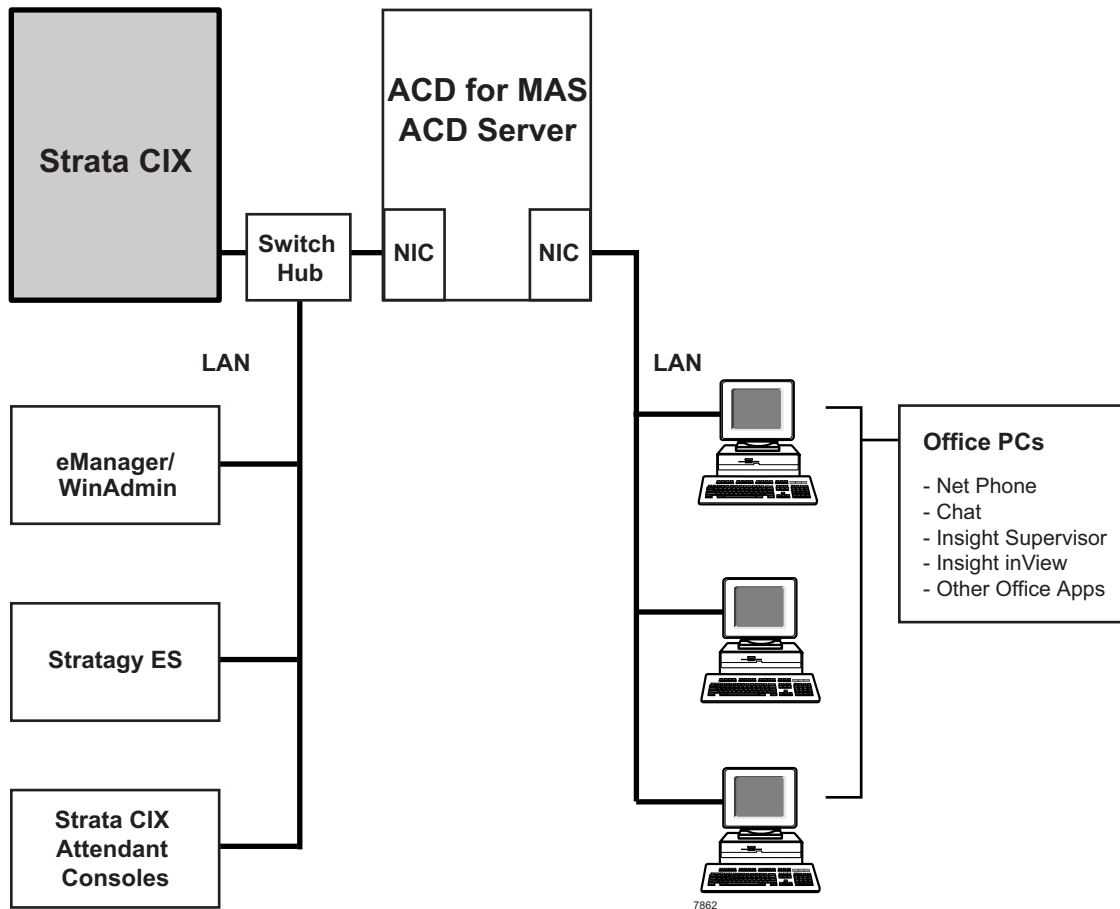 Strata CIX
ACD for MAS
ACD Server
Switch
Hub
NIC
NIC
LAN
LAN
eManager/
WinAdmin
Stratagy ES
Strata CIX
Attendant
Consoles
Office PCs
- Net Phone
- Chat
- Insight Supervisor
- Insight inView
- Other Office Apps
7862